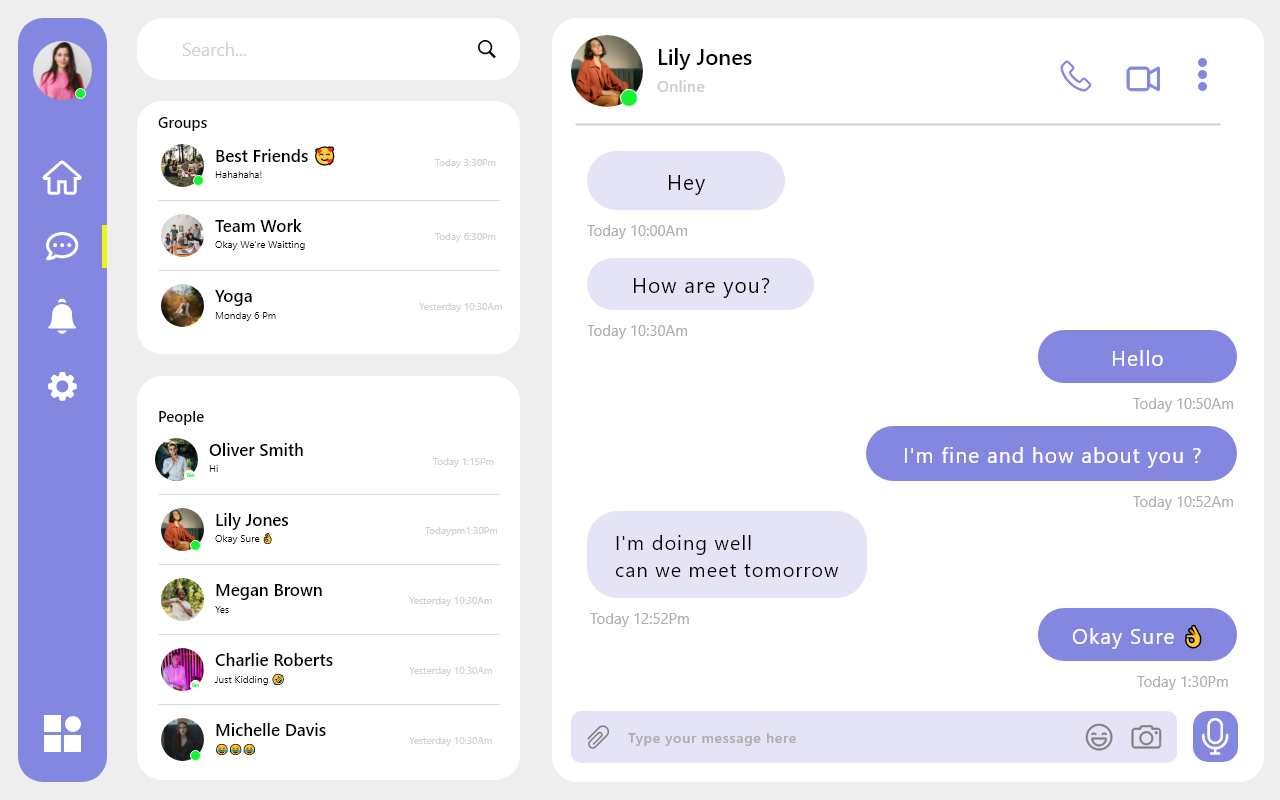 Search...
Groups
Best Friends 🥰
Today 3:30Pm
Hahahaha!
Team Work
Today 6:30Pm
Okay We're Waitting
Yoga
Yesterday 10:30Am
Monday 6 Pm
People
Oliver Smith
Today 1:15Pm
Hi
Lily Jones
Todaypm1:30Pm
Okay Sure 👌
Megan Brown
Yesterday 10:30Am
Yes
Charlie Roberts
Yesterday 10:30Am
Just Kidding 🤣
Michelle Davis
Yesterday 10:30Am
😂😂😂
Lily Jones
Online
Hey
Today 10:00Am
How are you?
Today 10:30Am
Hello
Today 10:50Am
I'm fine and how about you ?
Today 10:52Am
I'm doing well
can we meet tomorrow
Today 12:52Pm
Okay Sure 👌
Today 1:30Pm
Type your message here